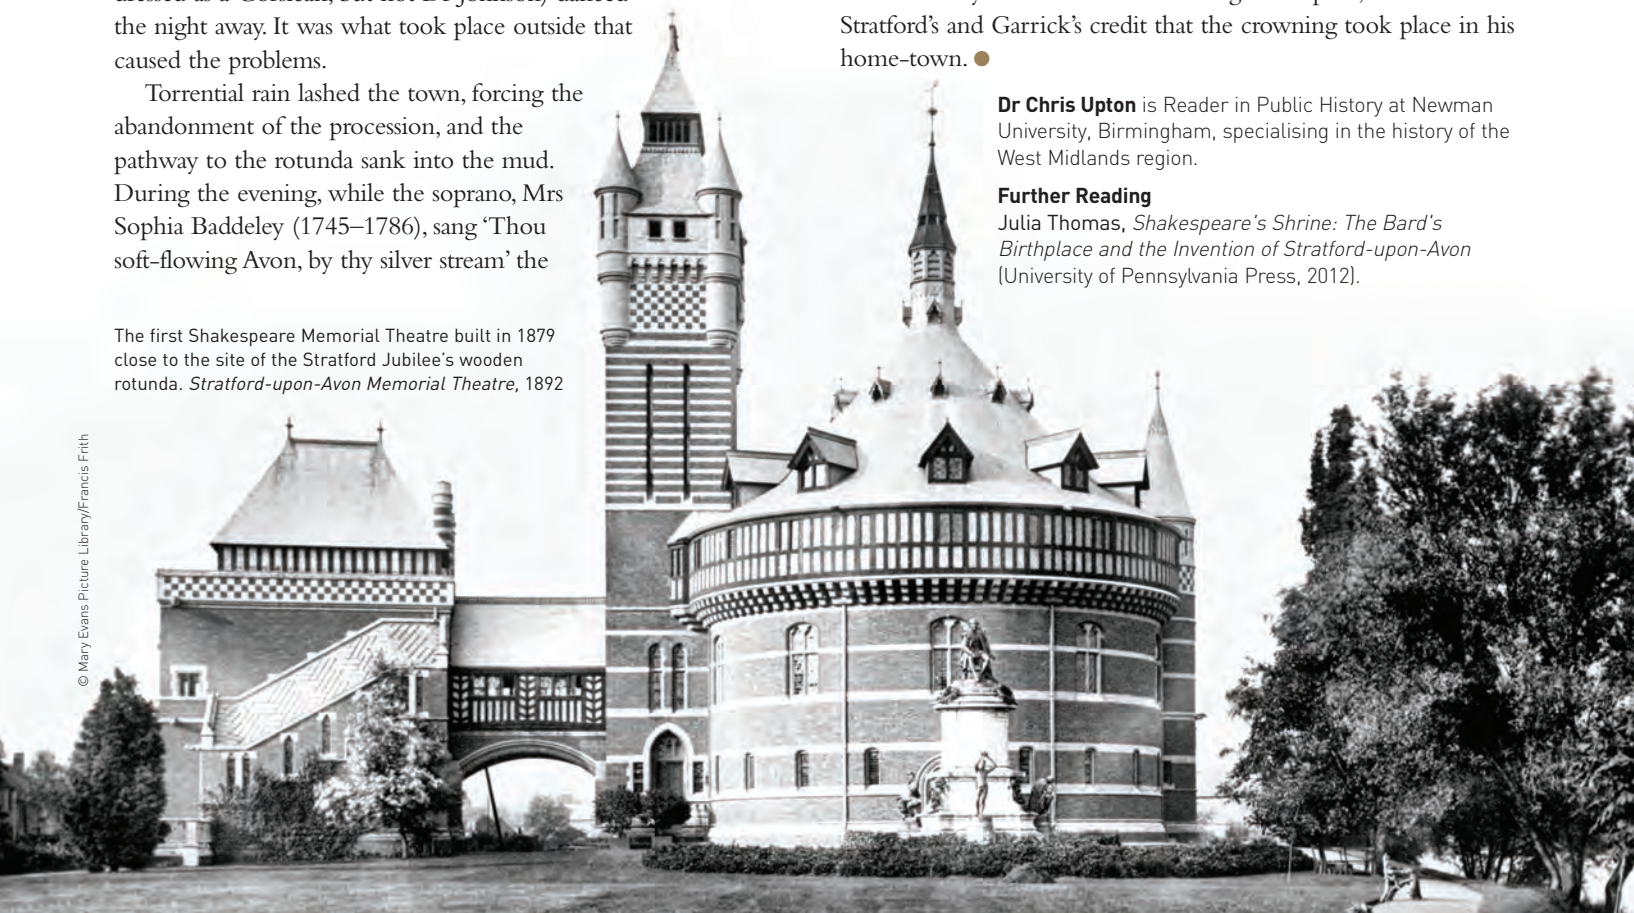 the night away. It was what took place outside that
caused the problems.
Torrential rain lashed the town, forcing the
abandonment of the procession, and the
pathway to the rotunda sank into the mud.
During the evening, while the soprano, Mrs
Sophia Baddeley (1745–1786), sang ‘Thou
soft-flowing Avon, by thy silver stream’ the
The first Shakespeare Memorial Theatre built in 1879
close to the site of the Stratford Jubilee’s wooden
rotunda. Stratford-upon-Avon Memorial Theatre, 1892
© Mary Evans Picture Library/Francis Frith
Stratford’s and Garrick’s credit that the crowning took place in his
home-town. ●
Dr Chris Upton is Reader in Public History at Newman
University, Birmingham, specialising in the history of the
West Midlands region.
Further Reading
Julia Thomas, Shakespeare's Shrine: The Bard's
Birthplace and the Invention of Stratford-upon-Avon
(University of Pennsylvania Press, 2012).